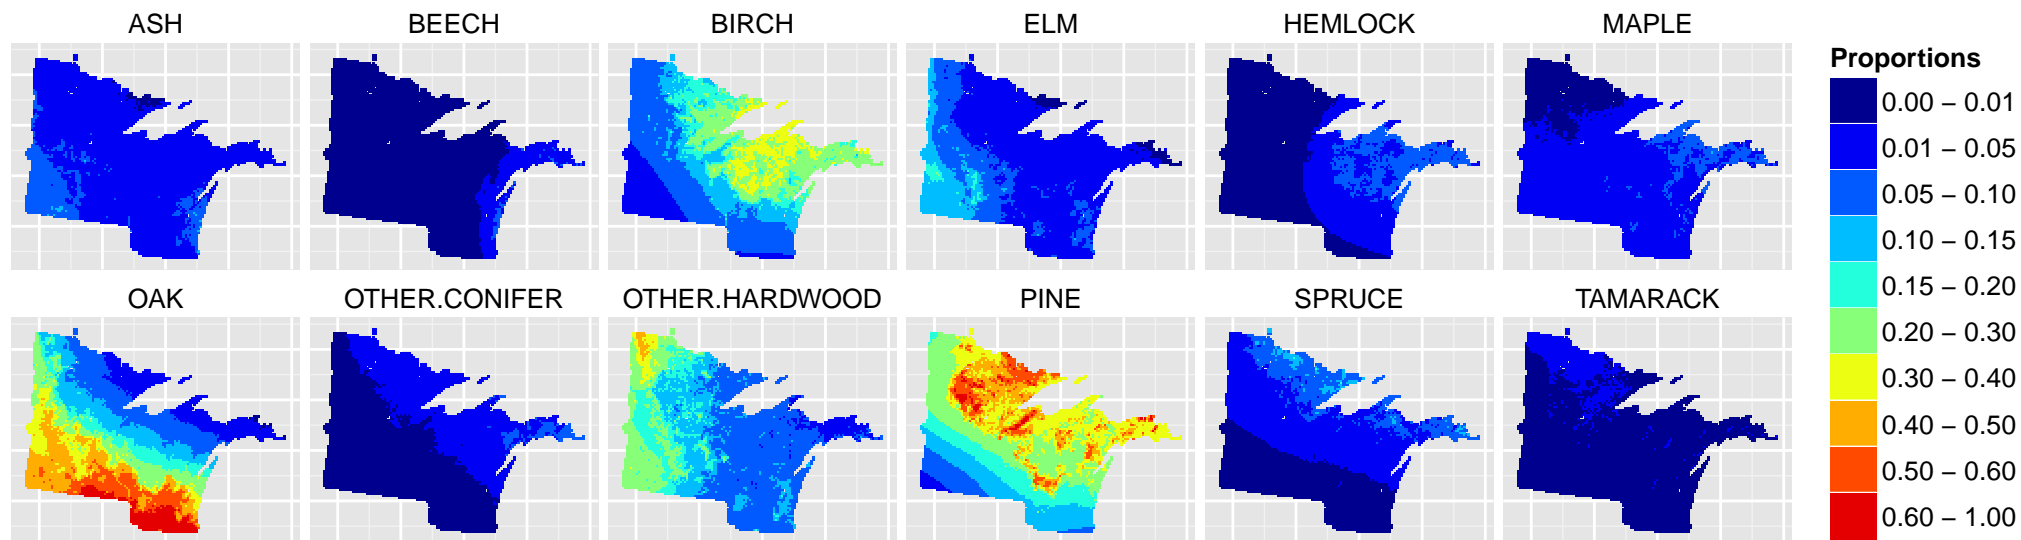 ASH BEECH BIRCH ELM HEMLOCK MAPLE
OAK OTHER.CONIFER OTHER.HARDWOOD PINE SPRUCE TAMARACK
Proportions
0.00 – 0.01
0.01 – 0.05
0.05 – 0.10
0.10 – 0.15
0.15 – 0.20
0.20 – 0.30
0.30 – 0.40
0.40 – 0.50
0.50 – 0.60
0.60 – 1.00